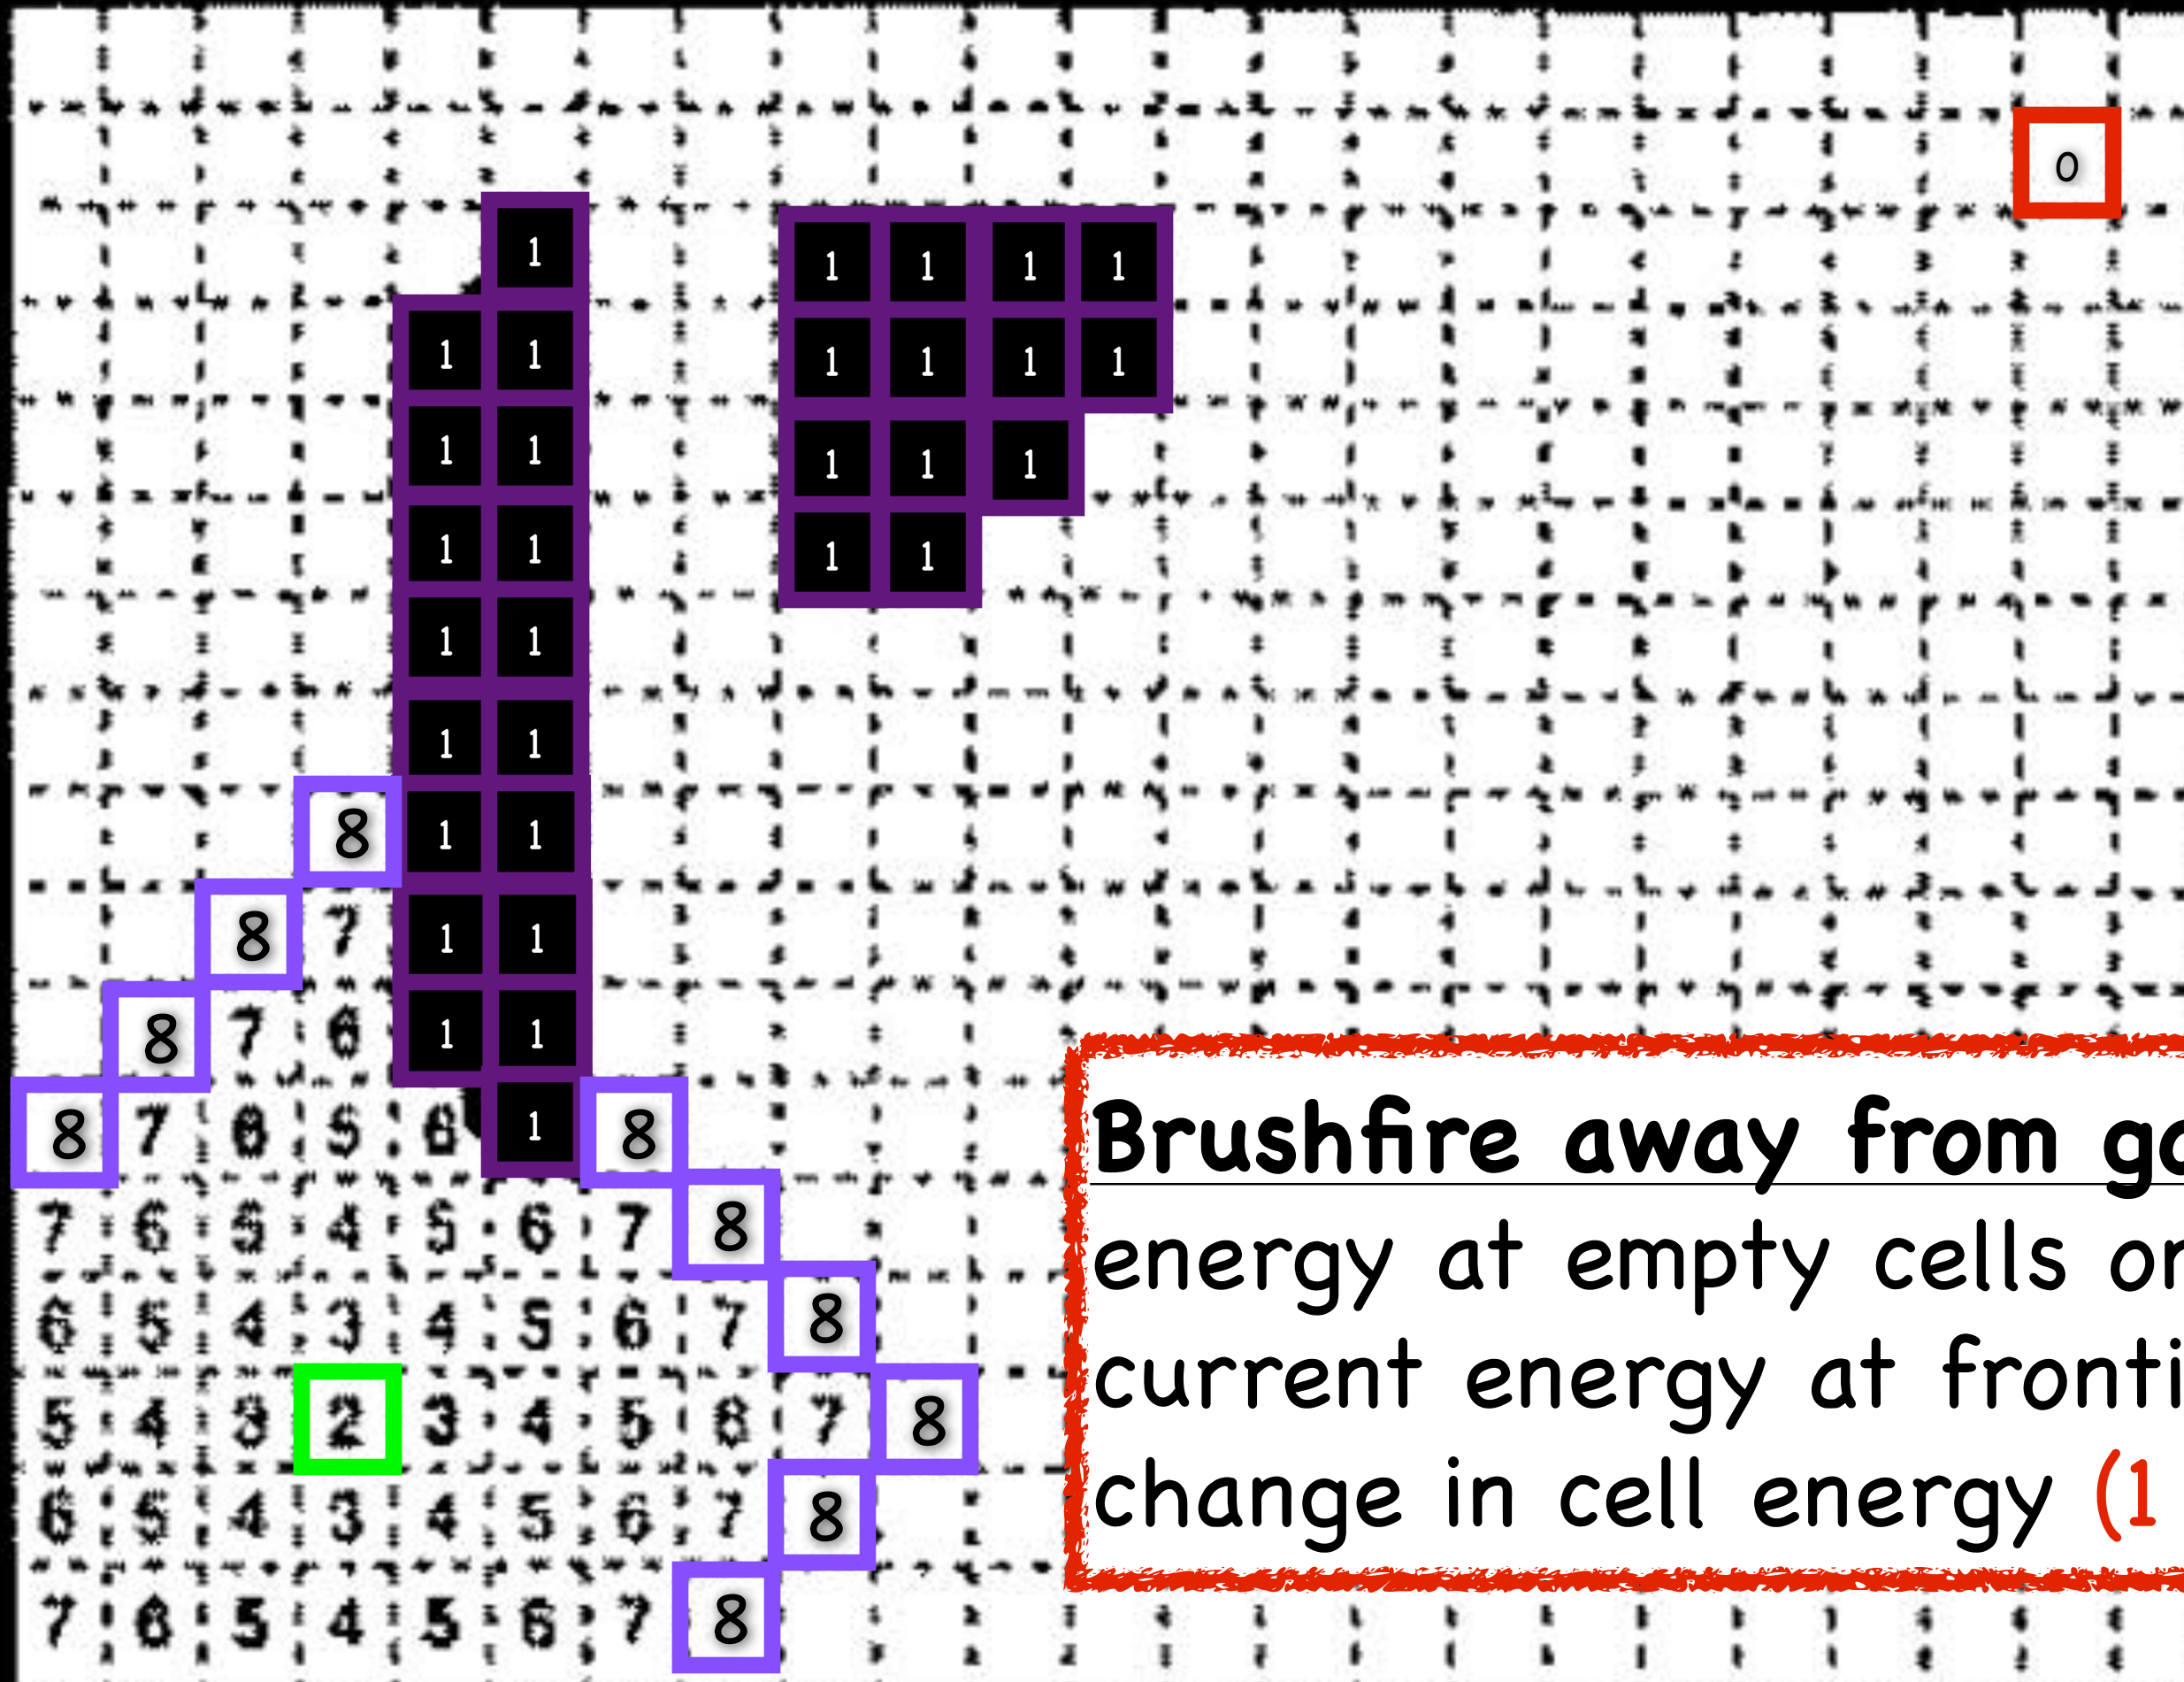 0
1
1 1 1 1
1 1
1 1 1 1
1 1
1 1 1
1 1
1 1
1 1
1 1
8 1 1
8 7 1 1
8 7 6 1 1
8 7 6 5 6 1 8
Brushfire away from go
7 6 5 4 5 6 7 8
energy at empty cells or
6 5 4 3 4 5 6 7 8
current energy at fronti
5 4 3 2 3 4 5 6 7 8
change in cell energy (1
6 5 4 3 4 5 6 7 8
7 6 5 4 5 6 7 8